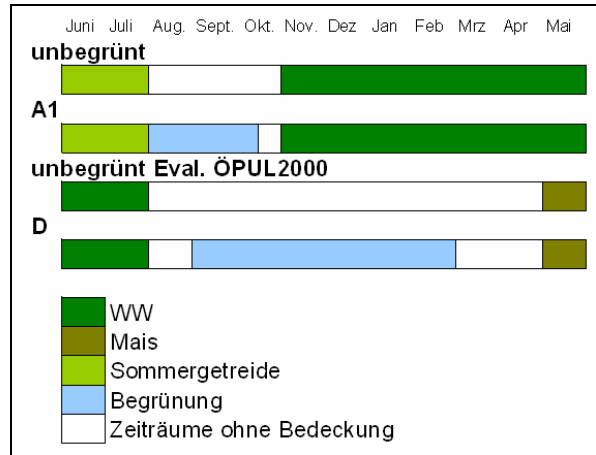 Juni Juli Aug. Sept. Okt. Nov. Dez Jan Feb Mrz Apr Mai
unbegrünt
A1
unbegrünt Eval. ÖPUL2000
D
WW
Mais
Sommergetreide
Begrünung
Zeiträume ohne Bedeckung